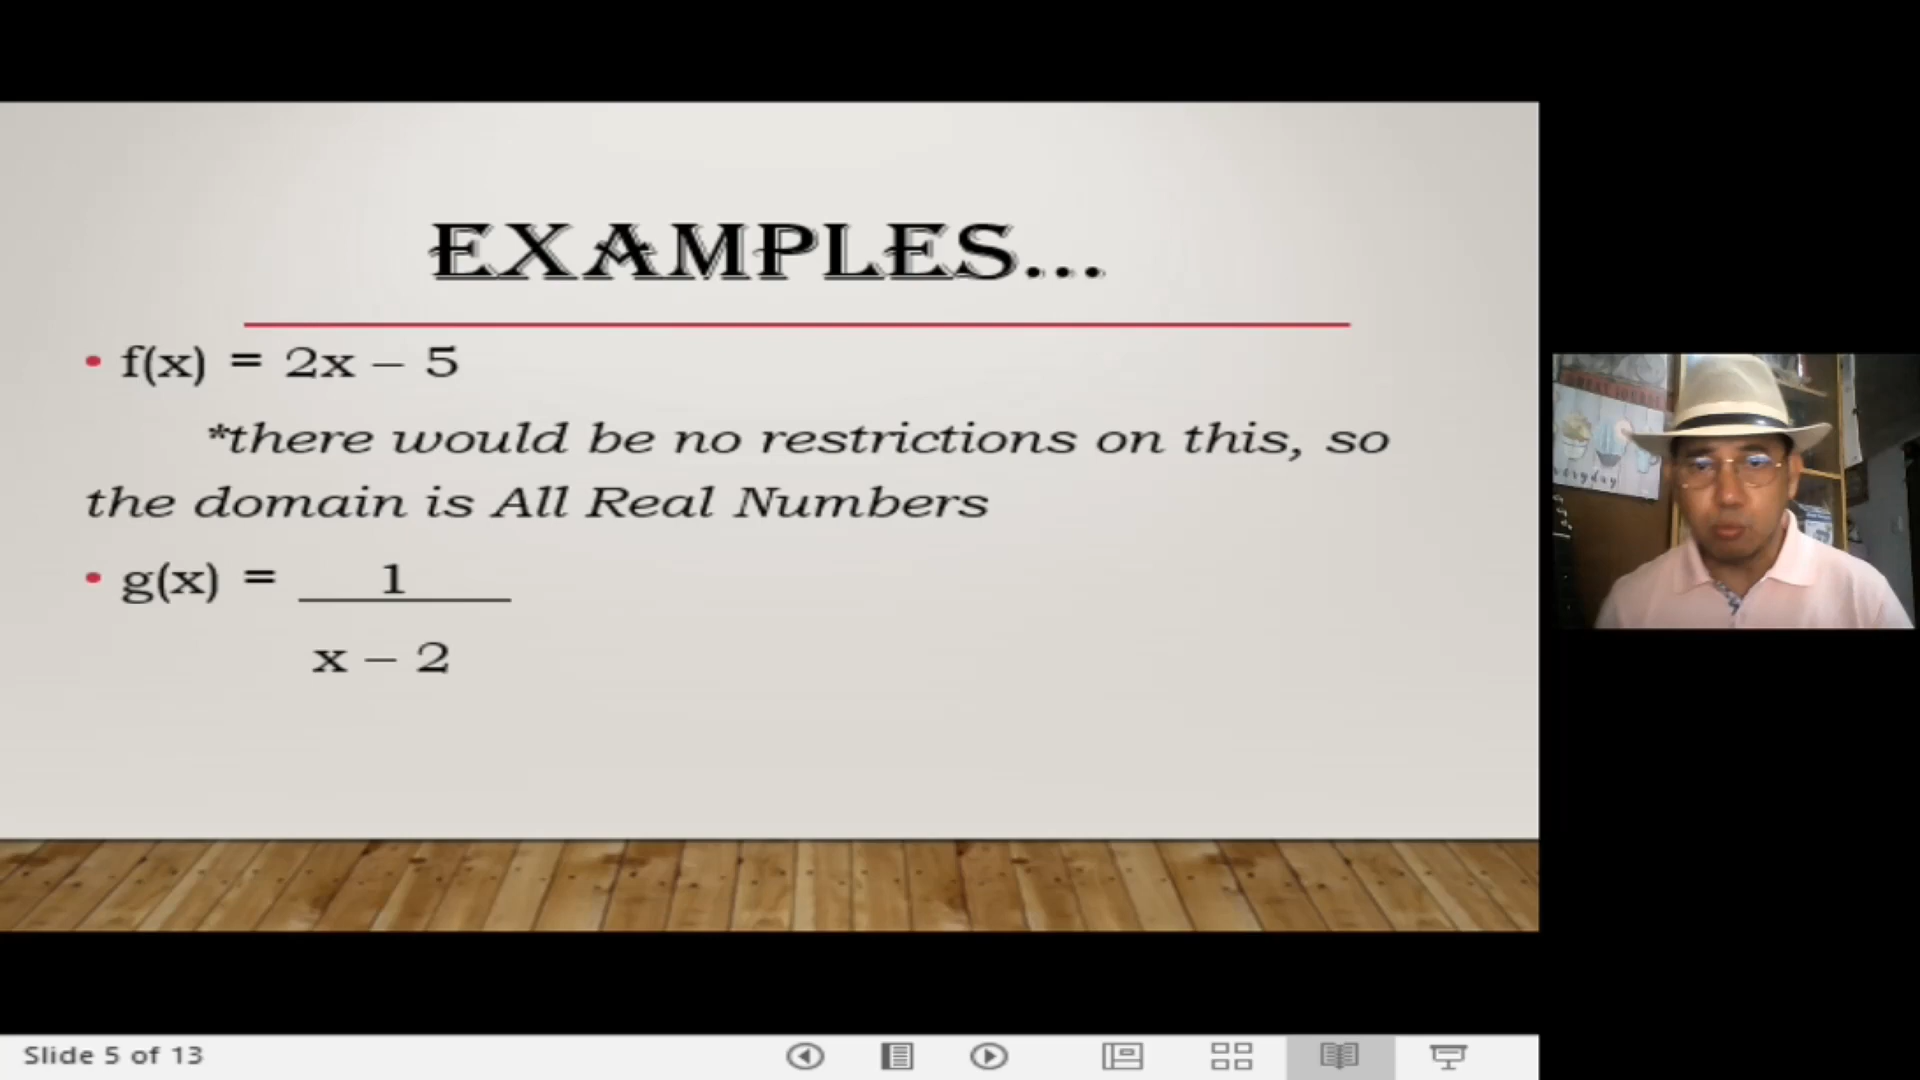 EXAMPLES...
• f(x) = 2x – 5
*there would be no restrictions on this, so
the domain is All Real Numbers
• g(x) = 1
x – 2
everyday
Slide 5 of 13